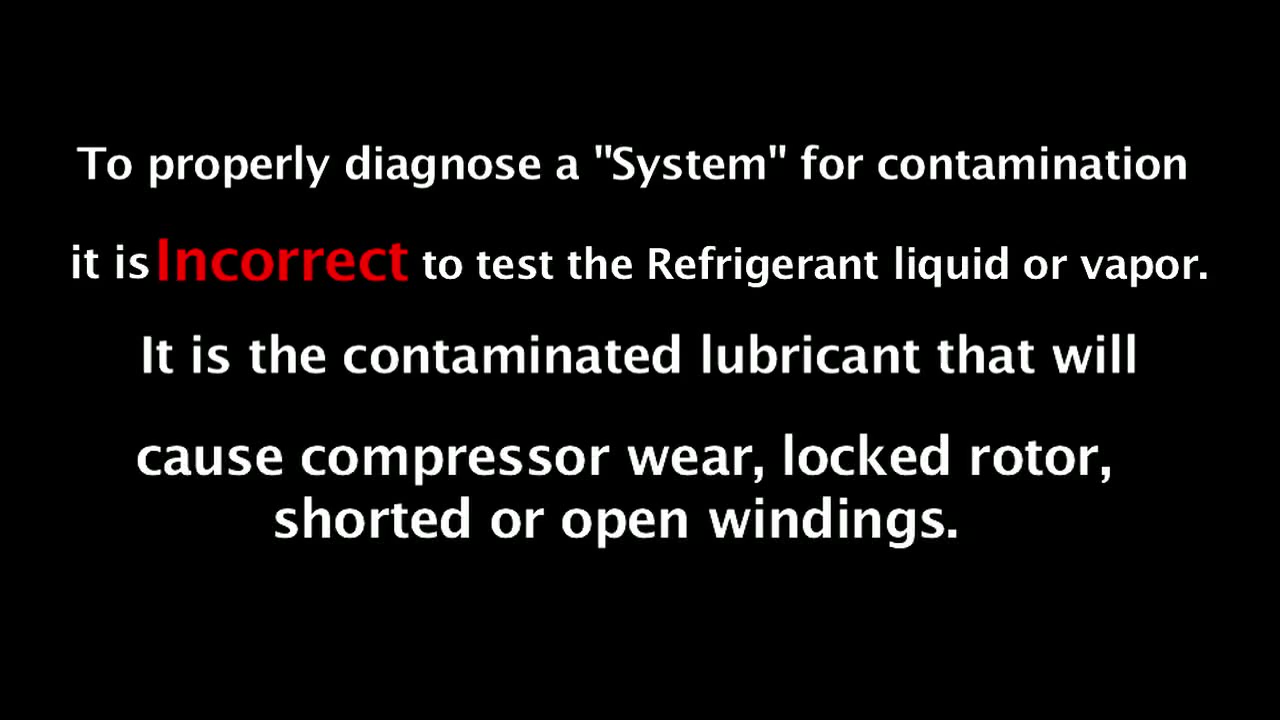 To properly diagnose a "System" for contamination
it is Incorrect to test the Refrigerant liquid or vapor.
It is the contaminated lubricant that will
cause compressor wear, locked rotor,
shorted or open windings.